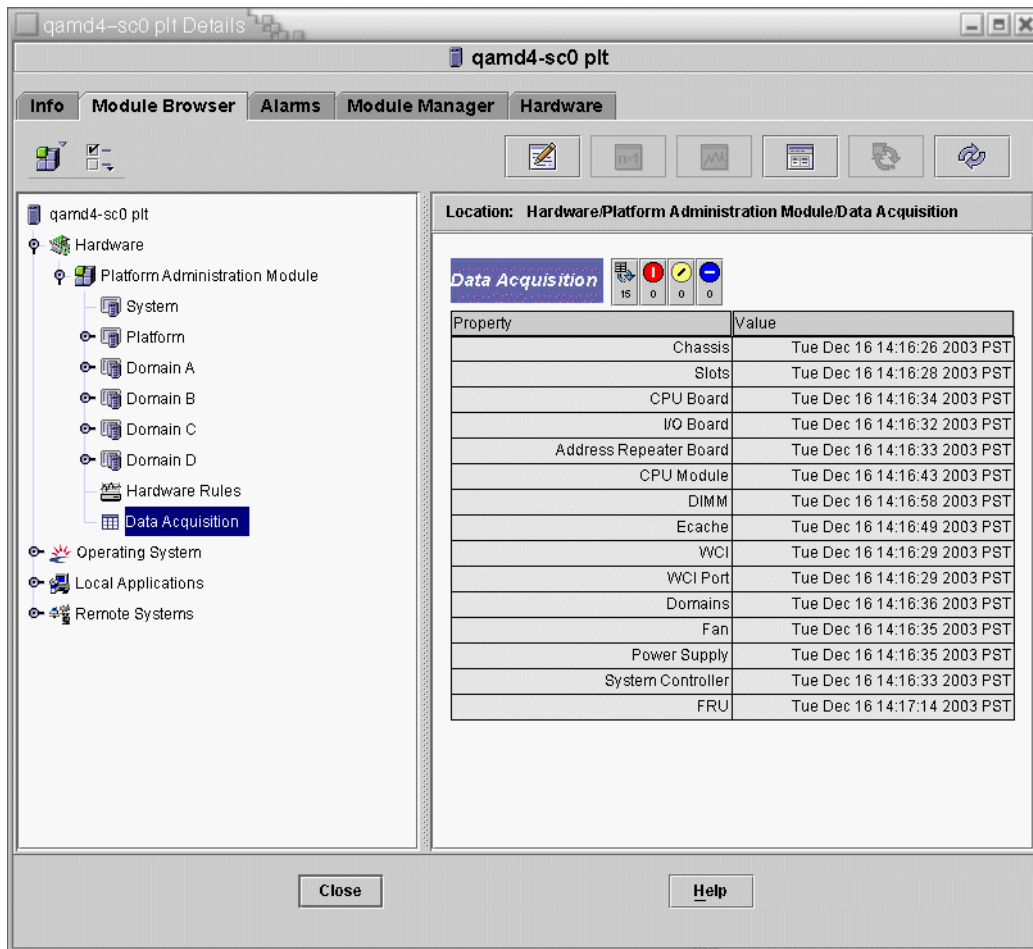 qamd4-sc0 plt Details
qamd4-sc0 plt
Info Module Browser Alarms Module Manager Hardware
n=1
qamd4-sc0 plt
Hardware
Platform Administration Module
System
Platform
Domain A
Domain B
Domain C
Domain D
Hardware Rules
Data Acquisition
Operating System
Local Applications
Remote Systems
Location: Hardware/Platform Administration Module/Data Acquisition
Data Acquisition 15 0 0 0
Property Value
Chassis Tue Dec 16 14:16:26 2003 PST
Slots Tue Dec 16 14:16:28 2003 PST
CPU Board Tue Dec 16 14:16:34 2003 PST
I/O Board Tue Dec 16 14:16:32 2003 PST
Address Repeater Board Tue Dec 16 14:16:33 2003 PST
CPU Module Tue Dec 16 14:16:43 2003 PST
DIMM Tue Dec 16 14:16:58 2003 PST
Ecache Tue Dec 16 14:16:49 2003 PST
WCI Tue Dec 16 14:16:29 2003 PST
WCI Port Tue Dec 16 14:16:29 2003 PST
Domains Tue Dec 16 14:16:36 2003 PST
Fan Tue Dec 16 14:16:35 2003 PST
Power Supply Tue Dec 16 14:16:35 2003 PST
System Controller Tue Dec 16 14:16:33 2003 PST
FRU Tue Dec 16 14:17:14 2003 PST
Close Help